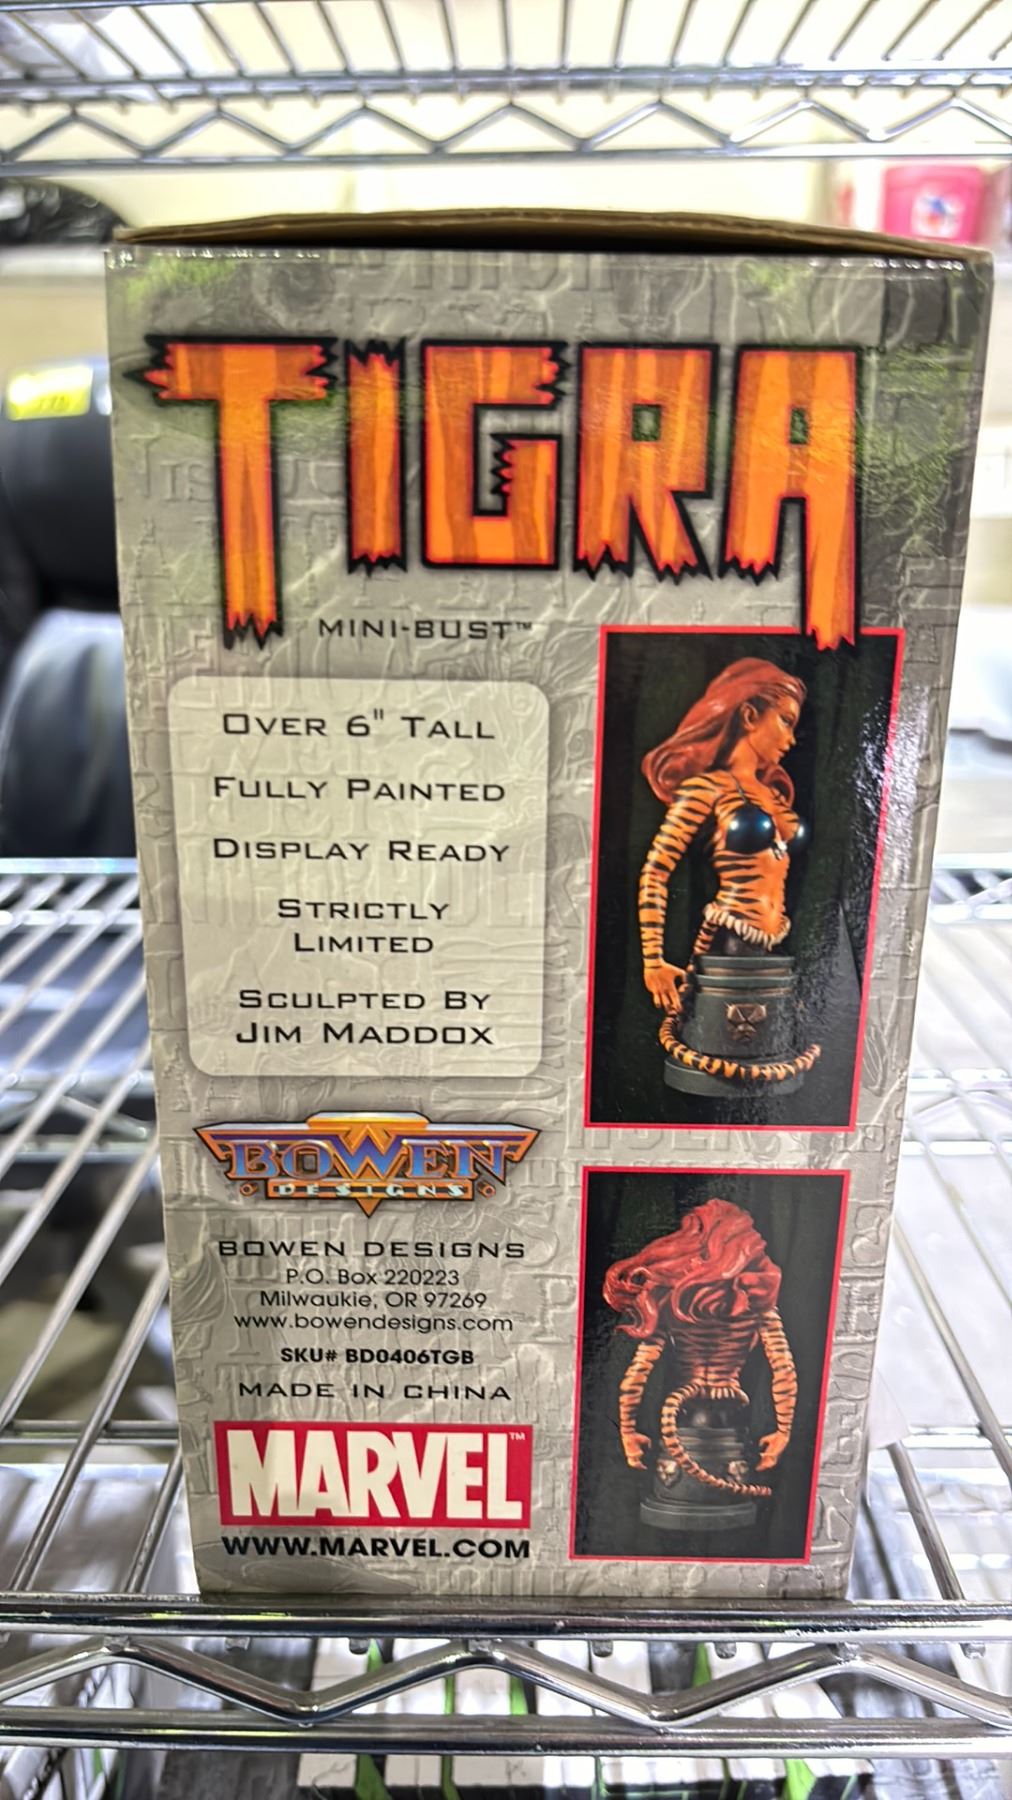 TIGRA
MINI-BUST™
OVER 6" TALL
FULLY PAINTED
DISPLAY READY
STRICTLY
LIMITED
SCULPTED BY
JIM MADDOX
BOWEN
DESIGNS
BOWEN DESIGNS
P.O. Box 220223
Milwaukie, OR 97269
www.bowendesigns.com
SKU# BD0406TGB
MADE IN CHINA
MARVEL™
WWW.MARVEL.COM